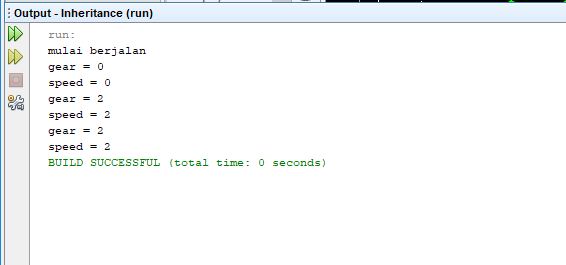 Output - Inheritance (run)
run:
mulai berjalan
gear = 0
speed = 0
gear = 2
speed = 2
gear = 2
speed = 2
BUILD SUCCESSFUL (total time: 0 seconds)